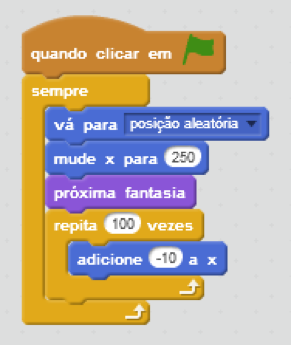 quando clicar em
sempre
vá para posição aleatória
mude x para 250
próxima fantasia
repita 100 vezes
adicione -10 a x